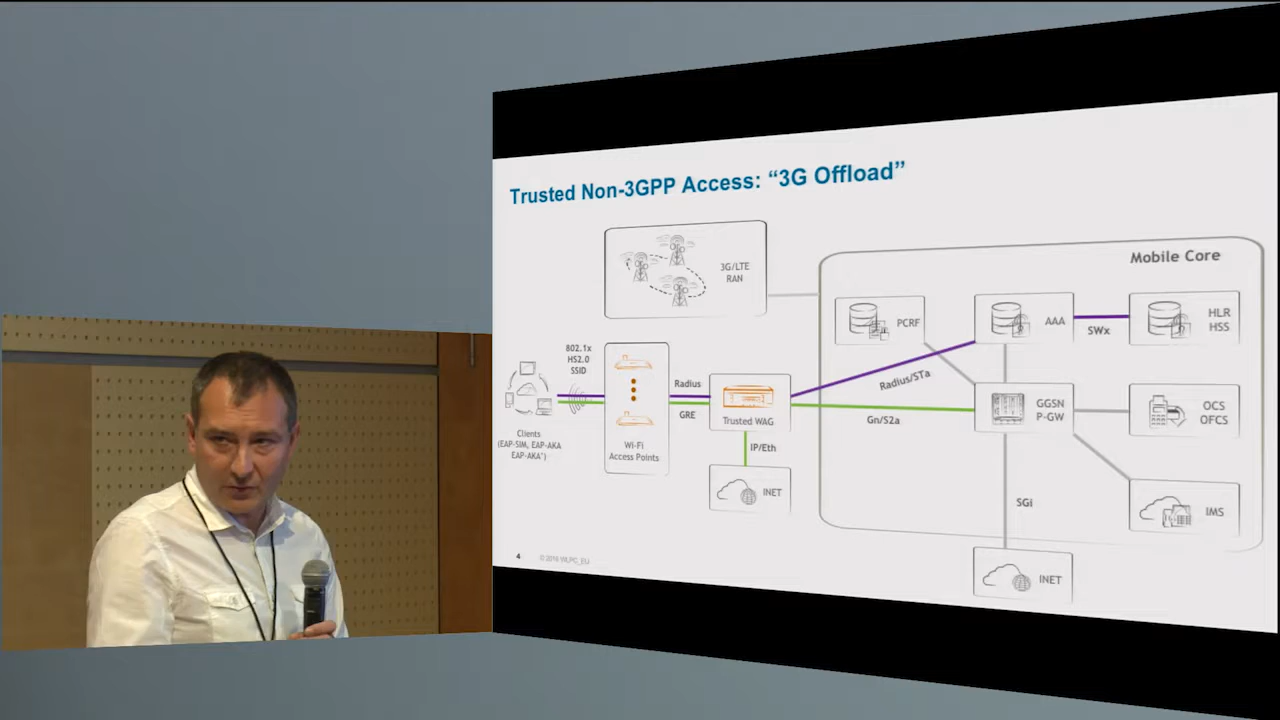 Trusted Non-3GPP Access: “3G Offload”
3G/LTE
RAN
Mobile Core
PCRF
AAA
SWx
HLR
HSS
802.1x
HS2.0
SSID
Radius
GRE
Trusted WAG
Radius/STa
Gn/S2a
GGSN
P-GW
OCS
OFCS
Clients
(EAP-SIM, EAP-AKA
EAP-AKA')
Wi-Fi
Access Points
IP/Eth
INET
SGi
IMS
INET
4
© 2016 WLPC_EU